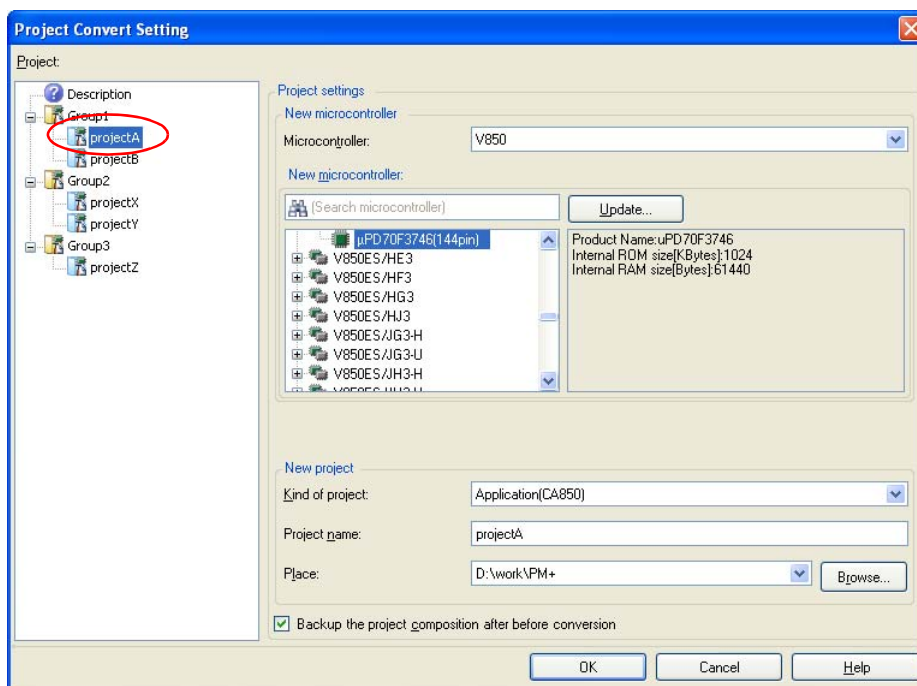 Project Convert Setting
Project:
Description
Group1
projectA
projectB
Group2
projectX
projectY
Group3
projectZ
Project settings
New microcontroller
Microcontroller:
V850
New microcontroller:
(Search microcontroller)
Update...
µPD70F3746(144pin)
V850ES/HE3
V850ES/HF3
V850ES/HG3
V850ES/HJ3
V850ES/JG3-H
V850ES/JG3-U
V850ES/JH3-H
Product Name:uPD70F3746
Internal ROM size[KBytes]:1024
Internal RAM size[Bytes]:61440
New project
Kind of project:
Application(CA850)
Project name:
projectA
Place:
D:\work\PM+
Browse...
Backup the project composition after before conversion
OK
Cancel
Help